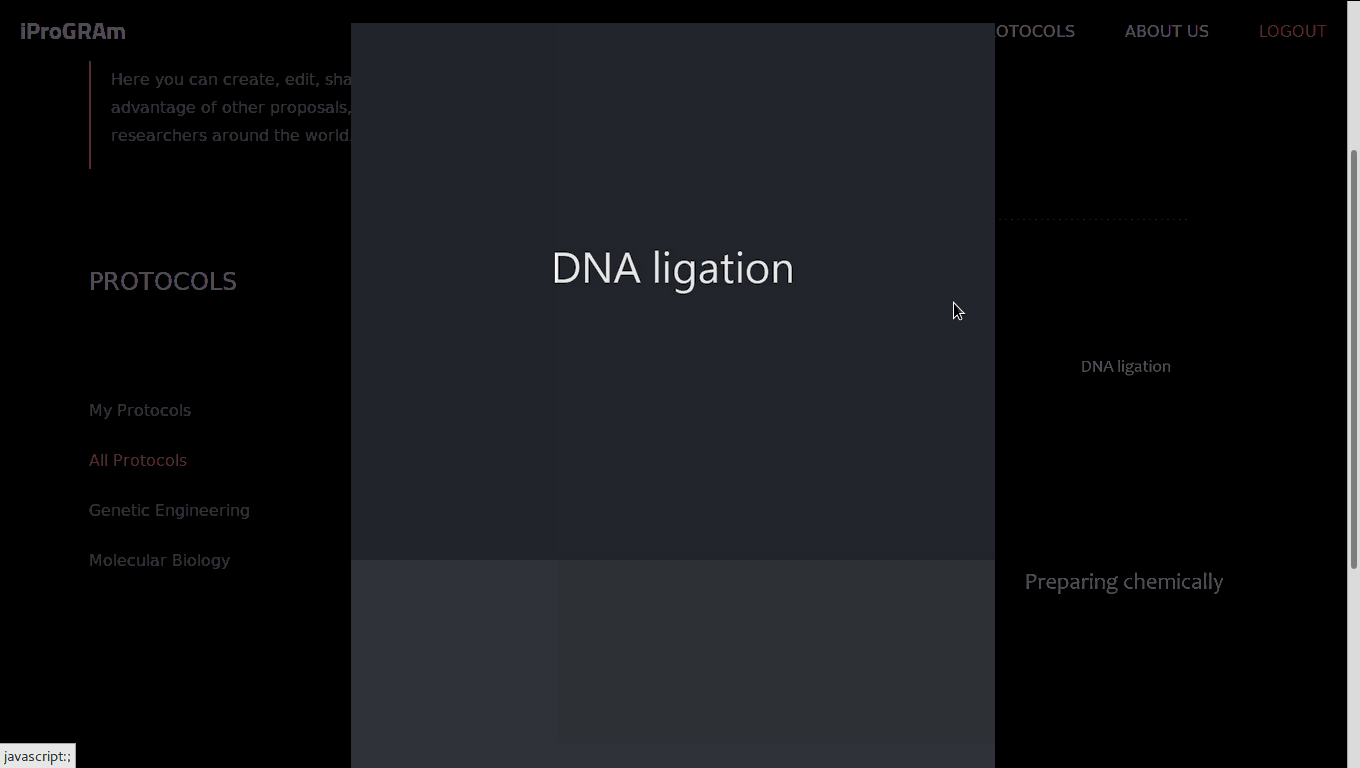 iProGRAm
OTOCOLS
ABOUT US
LOGOUT
Here you can create, edit, sha
advantage of other proposals,
researchers around the world.
DNA ligation
PROTOCOLS
My Protocols
All Protocols
Genetic Engineering
Molecular Biology
DNA ligation
Preparing chemically
javascript:;